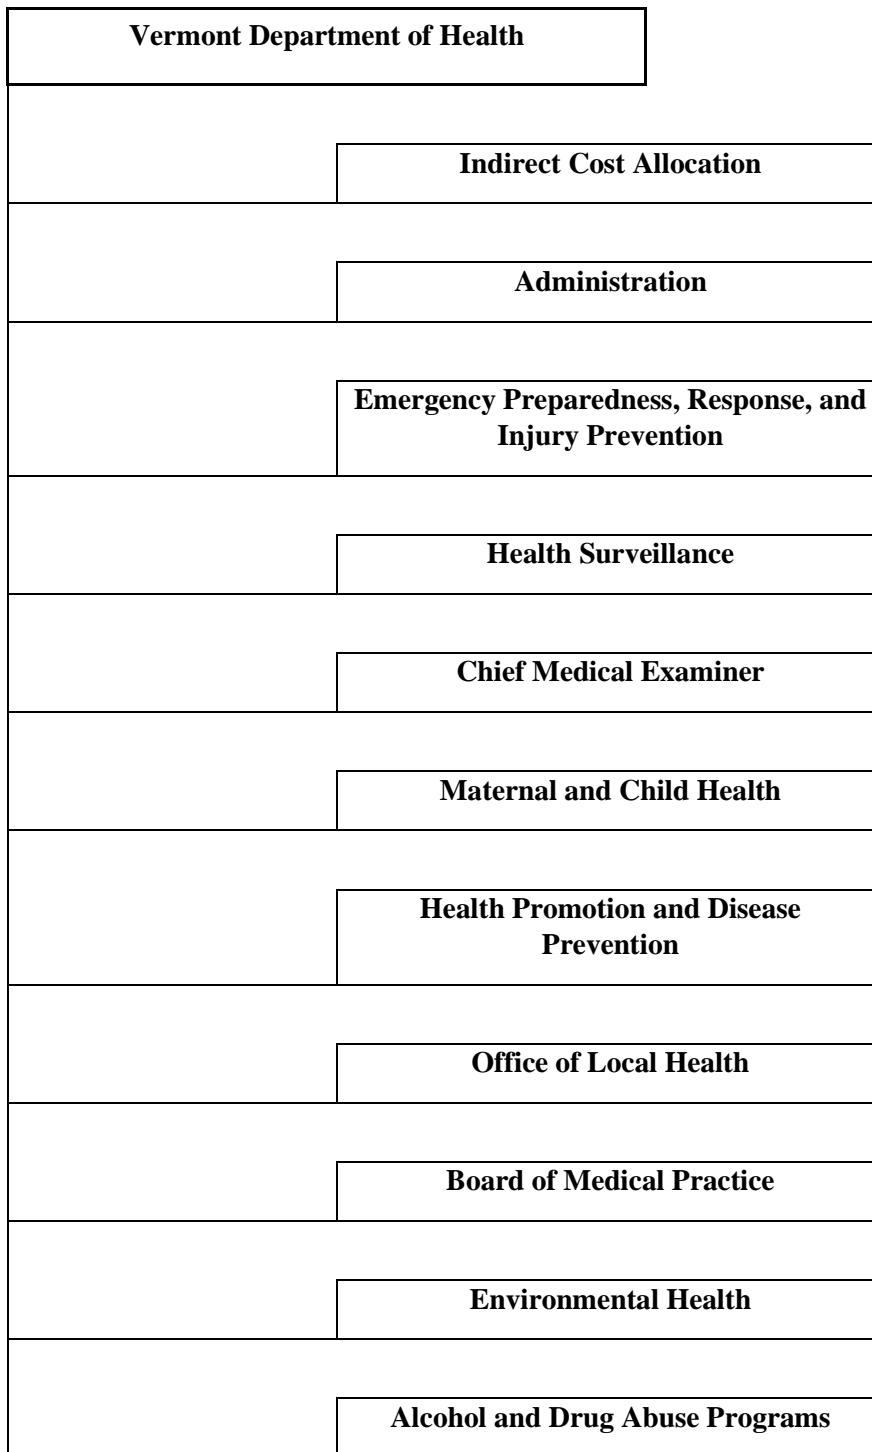 Vermont Department of Health
Indirect Cost Allocation
Administration
Emergency Preparedness, Response, and
Injury Prevention
Health Surveillance
Chief Medical Examiner
Maternal and Child Health
Health Promotion and Disease
Prevention
Office of Local Health
Board of Medical Practice
Environmental Health
Alcohol and Drug Abuse Programs